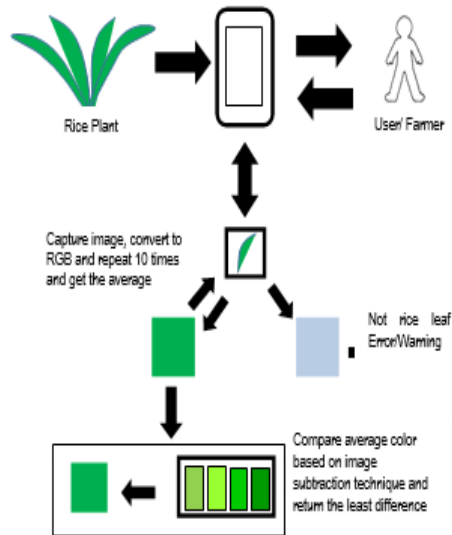 Rice Plant
User/ Farmer
Capture image, convert to
RGB and repeat 10 times
and get the average
Not rice leaf
Error/Warning
Compare average color
based on image
subtraction technique and
return the least difference